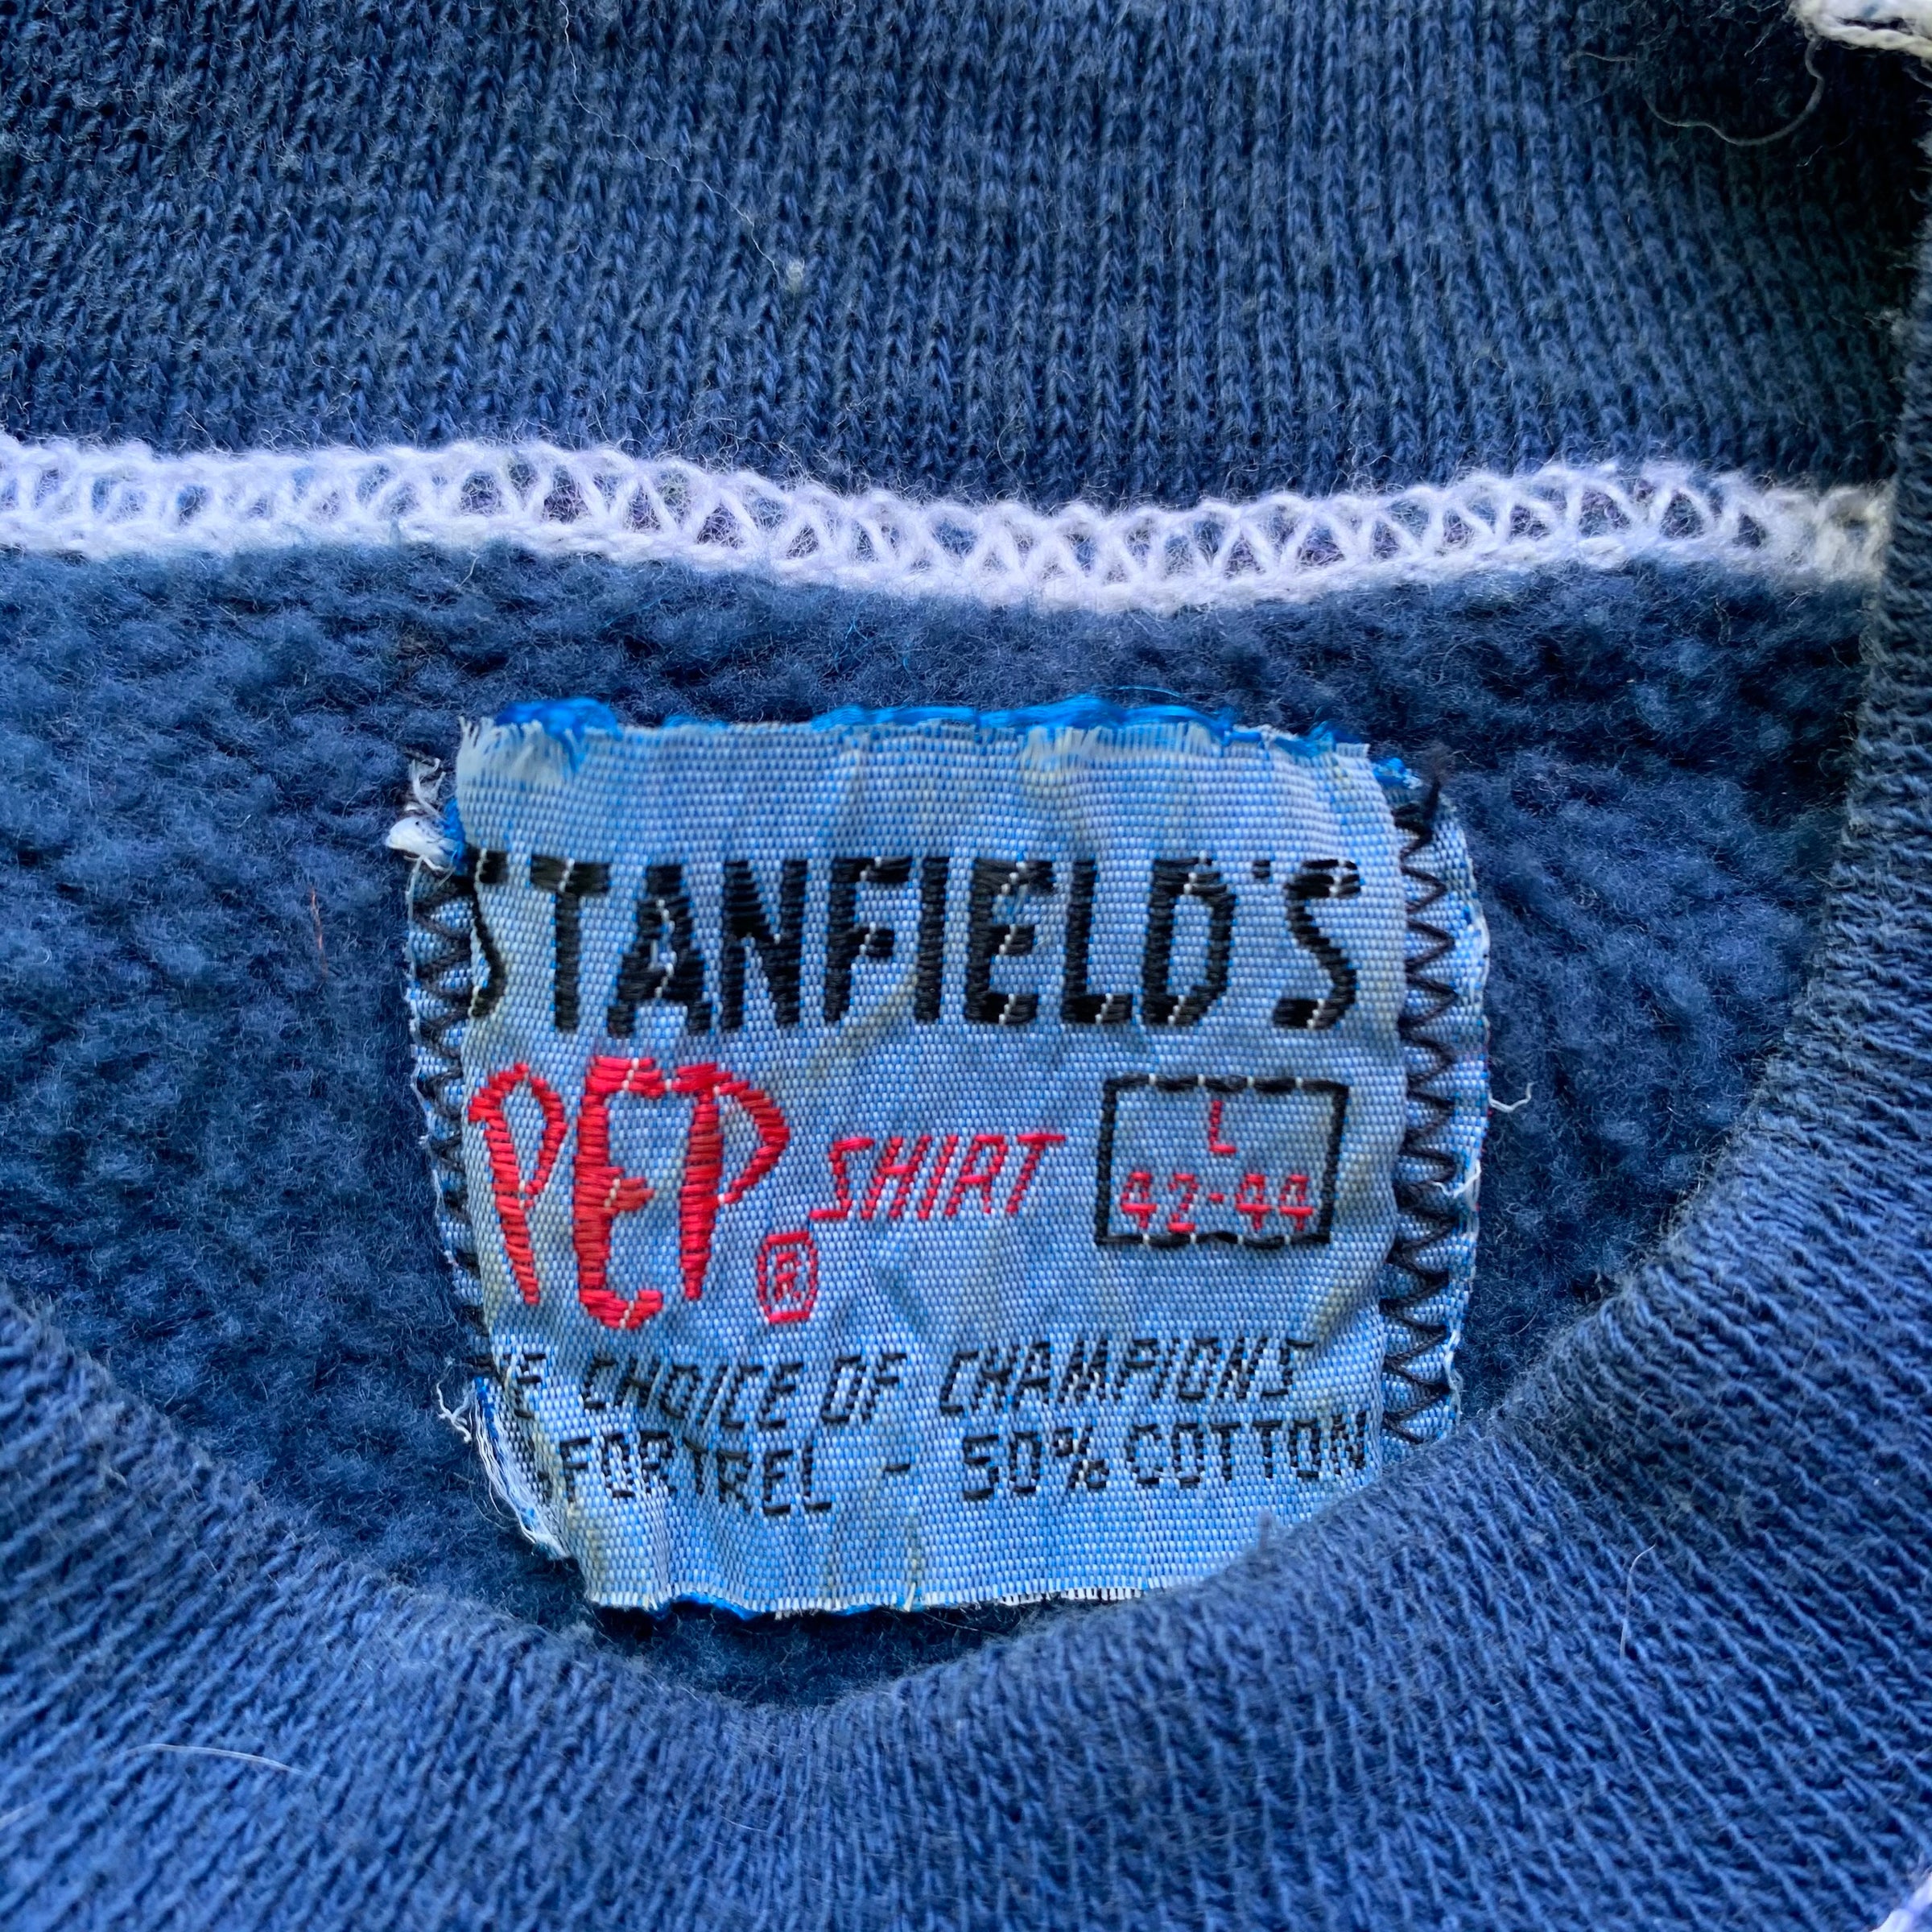 STANFIELD'S
PEP ® SHIRT
L
42-44
CHOICE OF CHAMPIONS
FORTREL - 50% COTTON